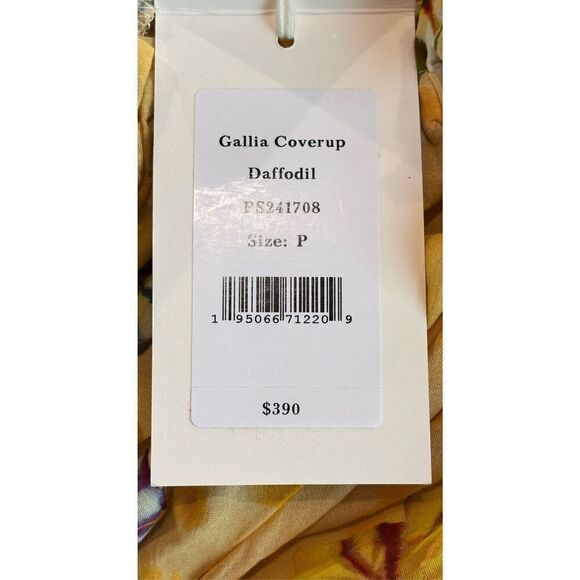 Gallia Coverup
Daffodil
PS241708
Size: P
1 95066 71220 9
$390